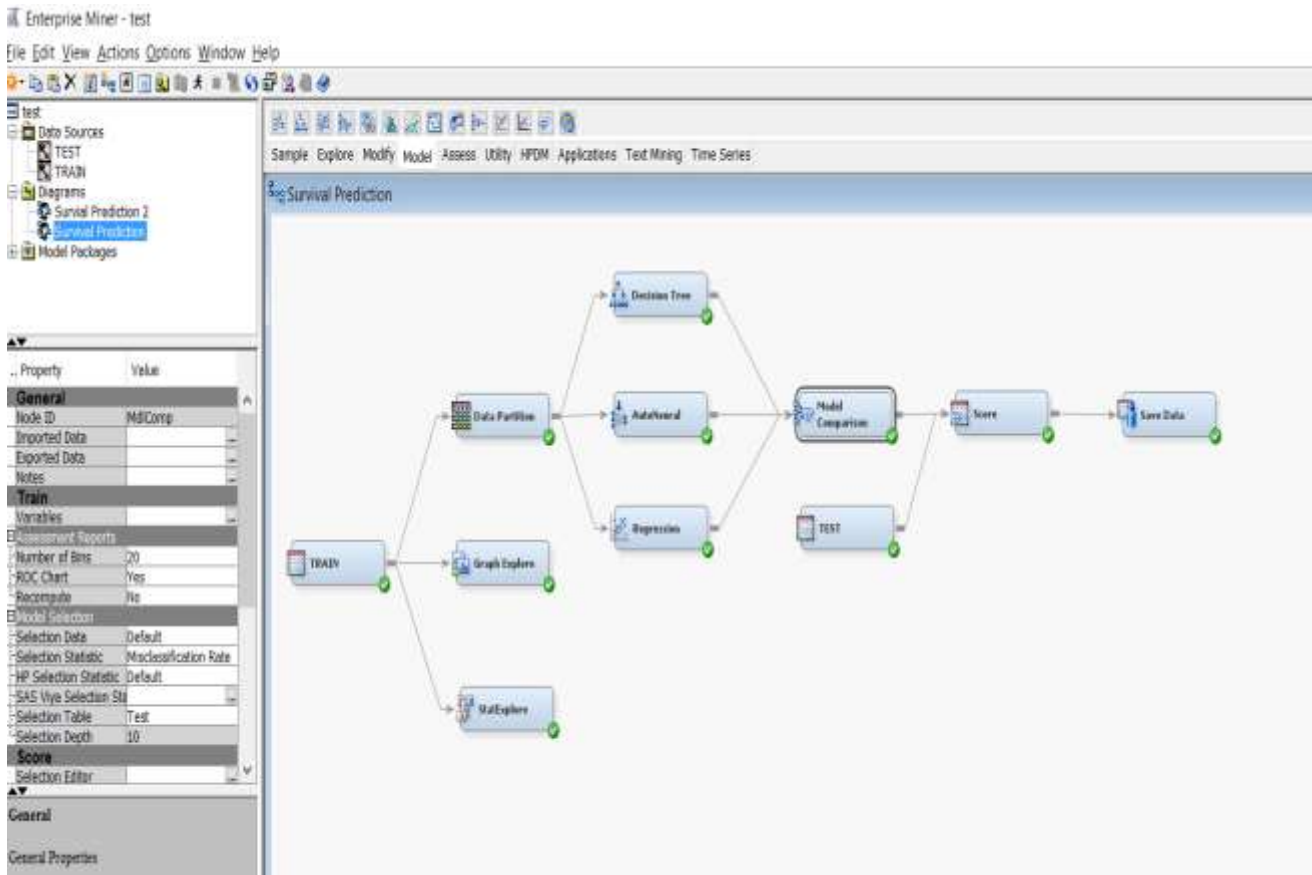 Enterprise Miner - test
File Edit View Actions Options Window Help
test
Data Sources
TEST
TRAIN
Diagrams
Survial Prediction 2
Survival Prediction
Model Packages
Sample Explore Modify Model Assess Utility HPDM Applications Text Mining Time Series
Survival Prediction
Decision Tree
Data Partition
AutoNeural
Model Comparison
Score
Save Data
Regression
TEST
TRAIN
Graph Explore
StatExplore
.. Property Value
General
Node ID MdlComp
Imported Data ...
Exported Data ...
Notes ...
Train
Variables ...
Assessment Reports
Number of Bins 20
ROC Chart Yes
Recompute No
Model Selection
Selection Data Default
Selection Statistic Misclassification Rate
HP Selection Statistic Default
SAS Viya Selection Sta ...
Selection Table Test
Selection Depth 10
Score
Selection Editor ...
General
General Properties